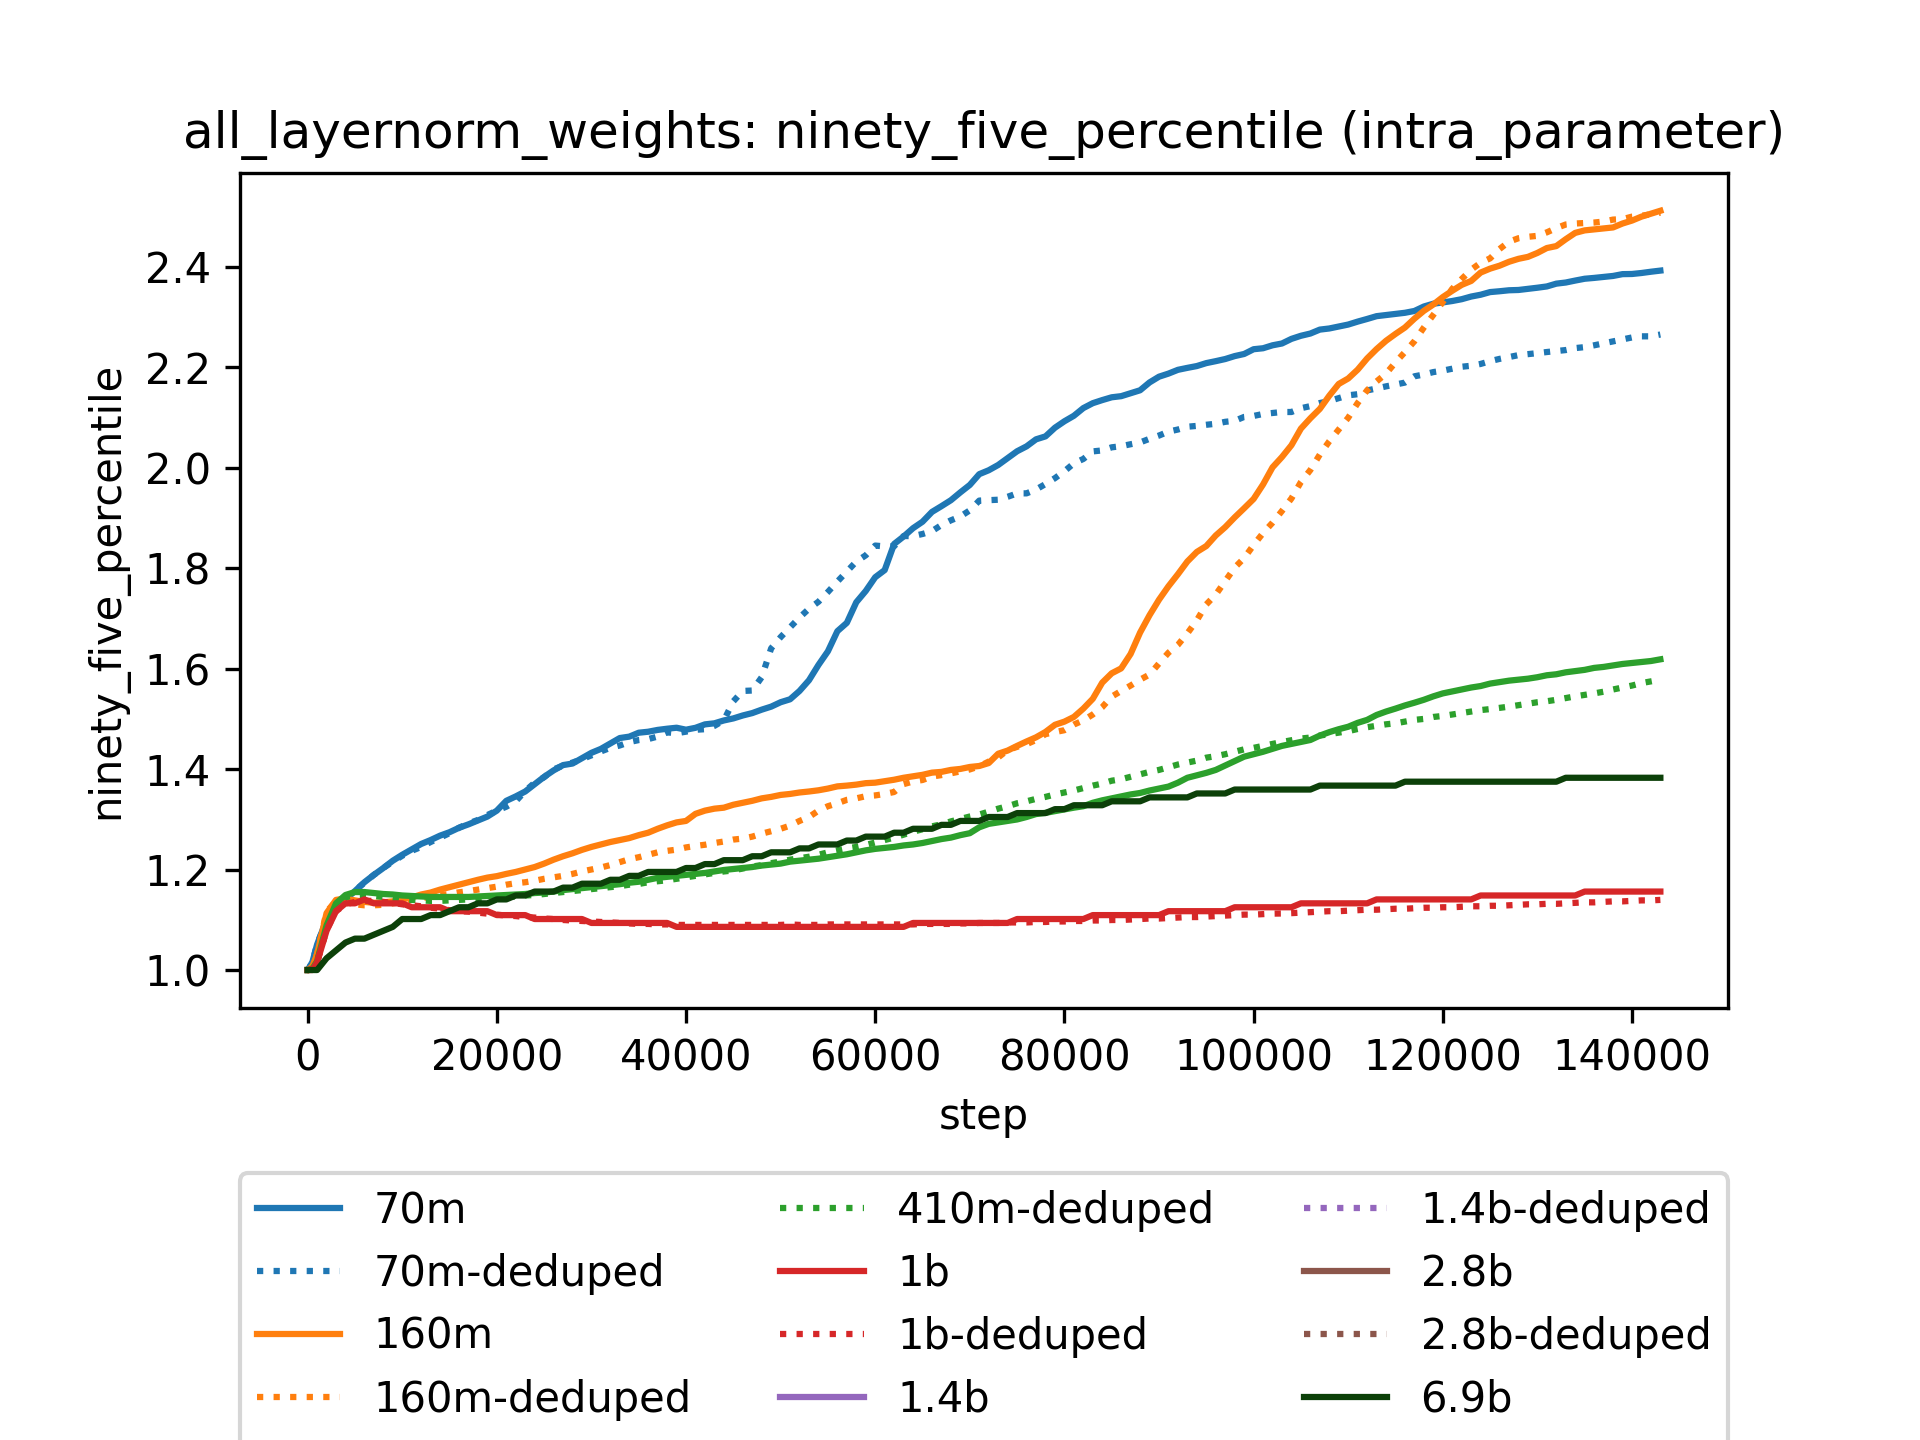 all_layernorm_weights: ninety_five_percentile (intra_parameter)
ninety_five_percentile
2.4
2.2
2.0
1.8
1.6
1.4
1.2
1.0
0 20000 40000 60000 80000 100000 120000 140000
step
70m
70m-deduped
160m
160m-deduped
410m-deduped
1b
1b-deduped
1.4b
1.4b-deduped
2.8b
2.8b-deduped
6.9b